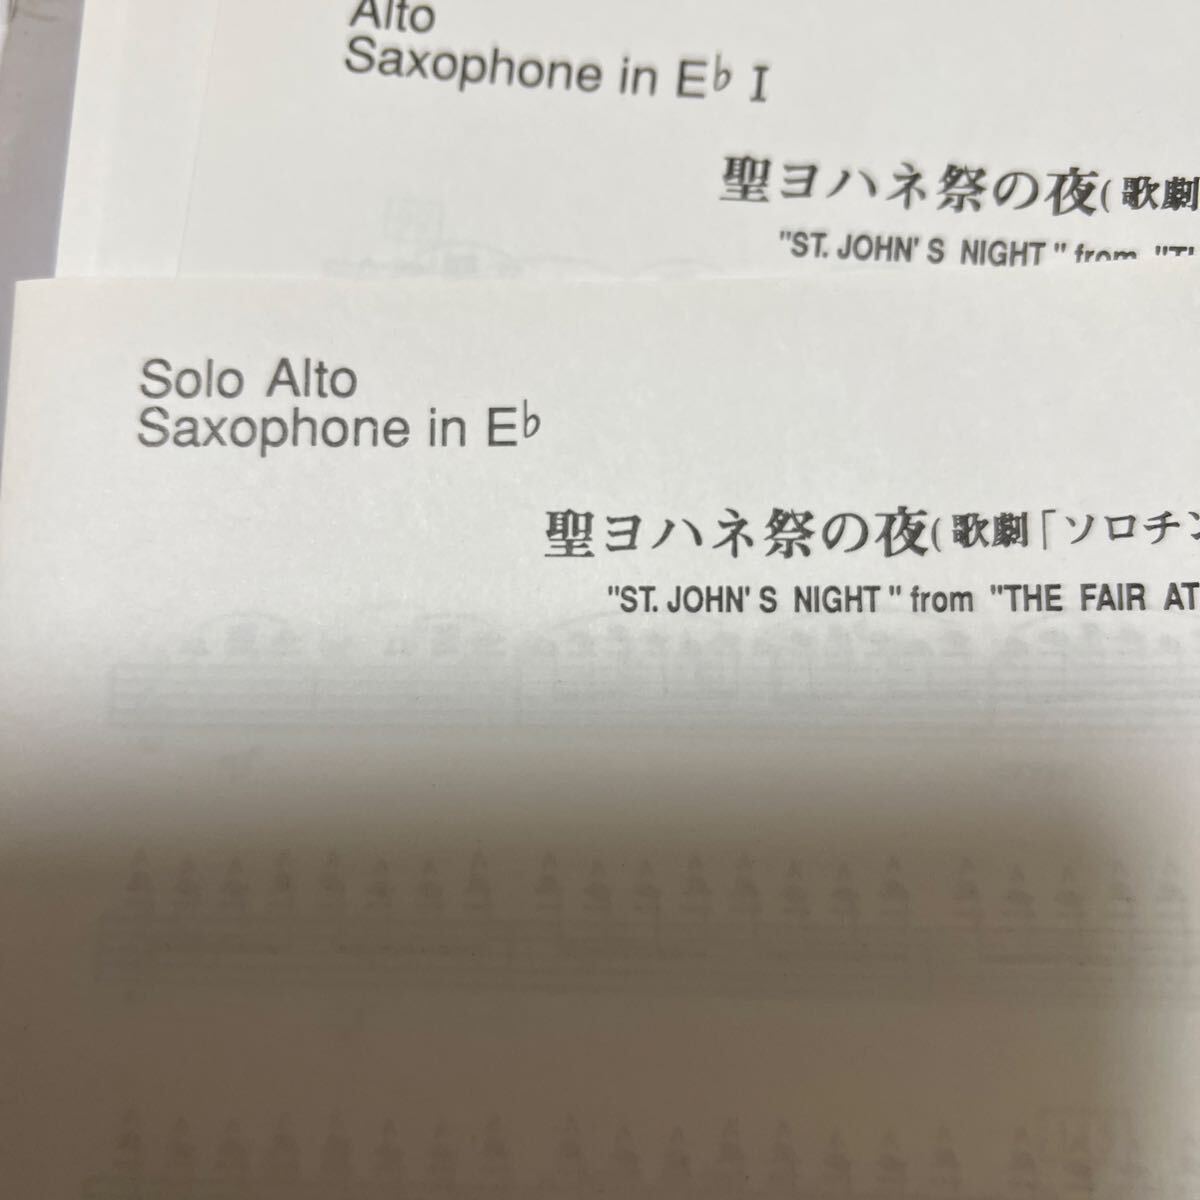 Alto
Saxophone in E♭ I
聖ヨハネ祭の夜(歌劇
"ST. JOHN' S NIGHT" from
Solo Alto
Saxophone in E♭
聖ヨハネ祭の夜(歌劇「ソロチン
"ST. JOHN' S NIGHT" from "THE FAIR AT